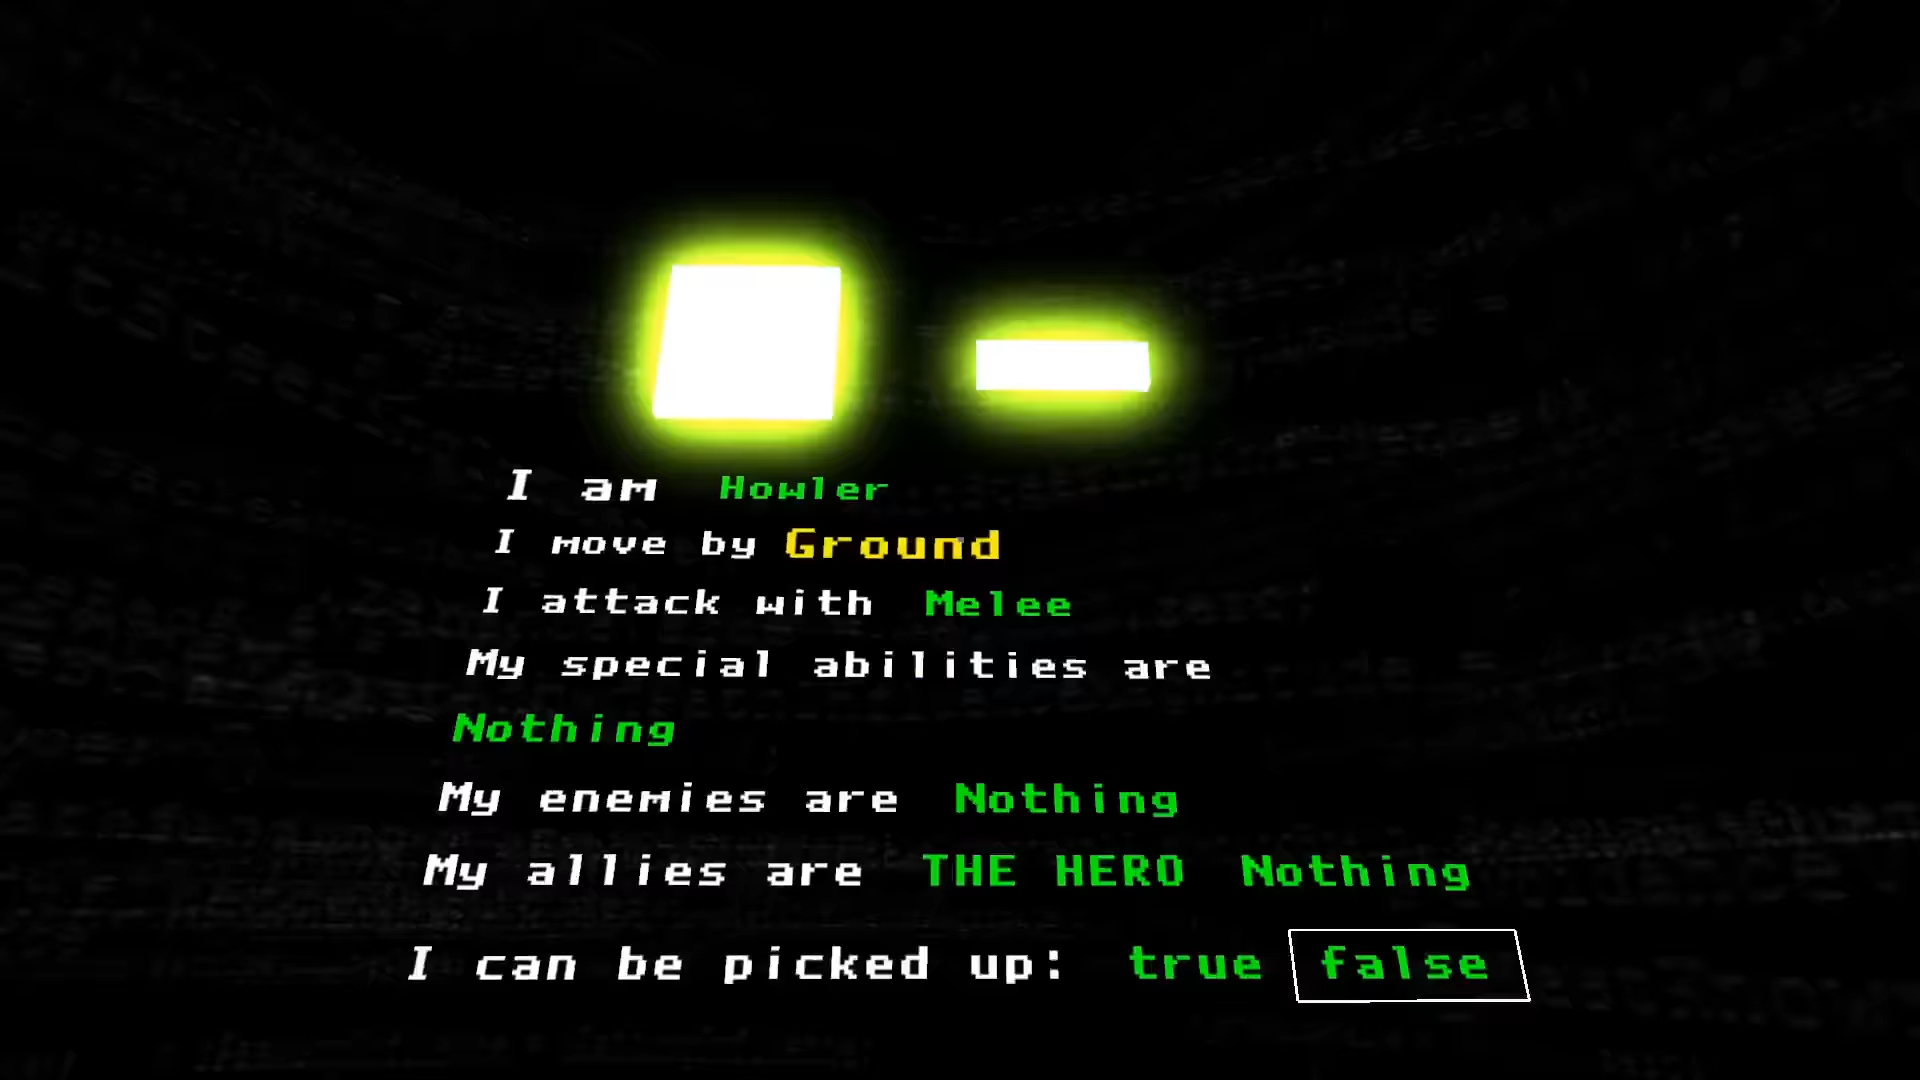 I am Howler
I move by Ground
I attack with Melee
My special abilities are
Nothing
My enemies are Nothing
My allies are THE HERO Nothing
I can be picked up: true false